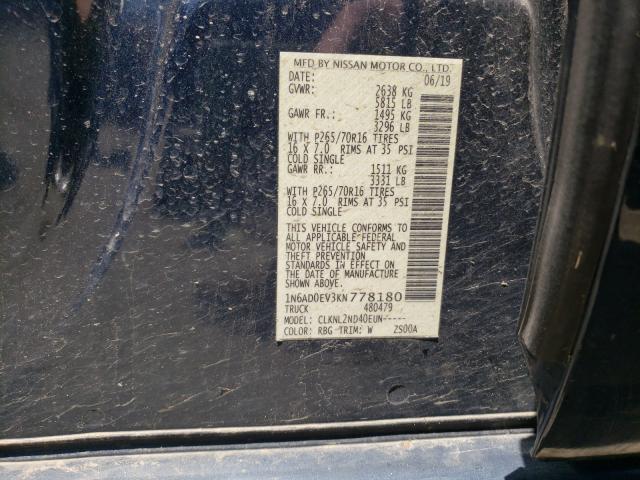 MFD BY NISSAN MOTOR CO., LTD.
DATE: 06/19
GVWR: 2638 KG
5815 LB
GAWR FR.: 1495 KG
3296 LB
WITH P265/70R16 TIRES
16 X 7.0 RIMS AT 35 PSI
COLD SINGLE
GAWR RR.: 1511 KG
3331 LB
WITH P265/70R16 TIRES
16 X 7.0 RIMS AT 35 PSI
COLD SINGLE
THIS VEHICLE CONFORMS TO
ALL APPLICABLE FEDERAL
MOTOR VEHICLE SAFETY AND
THEFT PREVENTION
STANDARDS IN EFFECT ON
THE DATE OF MANUFACTURE
SHOWN ABOVE.
1N6AD0EV3KN778180
TRUCK 480479
MODEL: CLKNL2ND40EUN-----
COLOR: RBG TRIM: W ZS00A